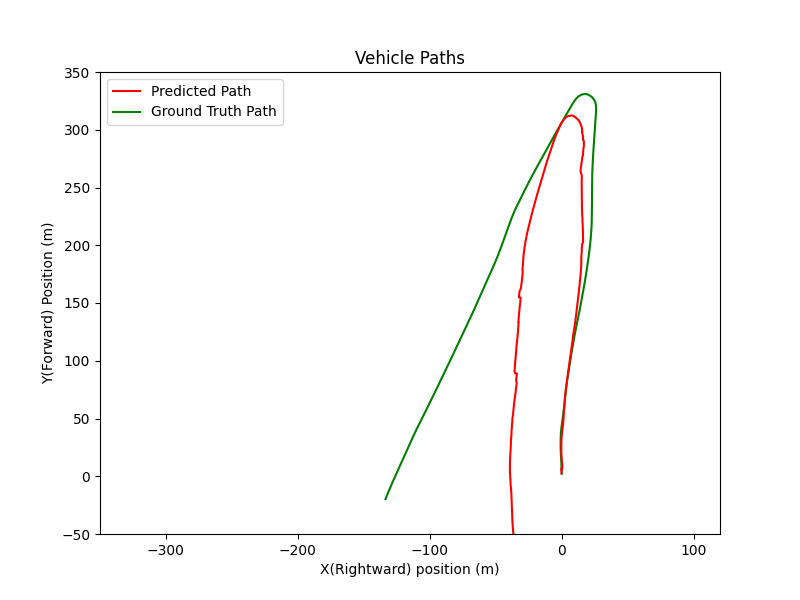 Vehicle Paths
Predicted Path
Ground Truth Path
Y(Forward) Position (m)
350
300
250
200
150
100
50
0
−50
−300
−200
−100
0
100
X(Rightward) position (m)